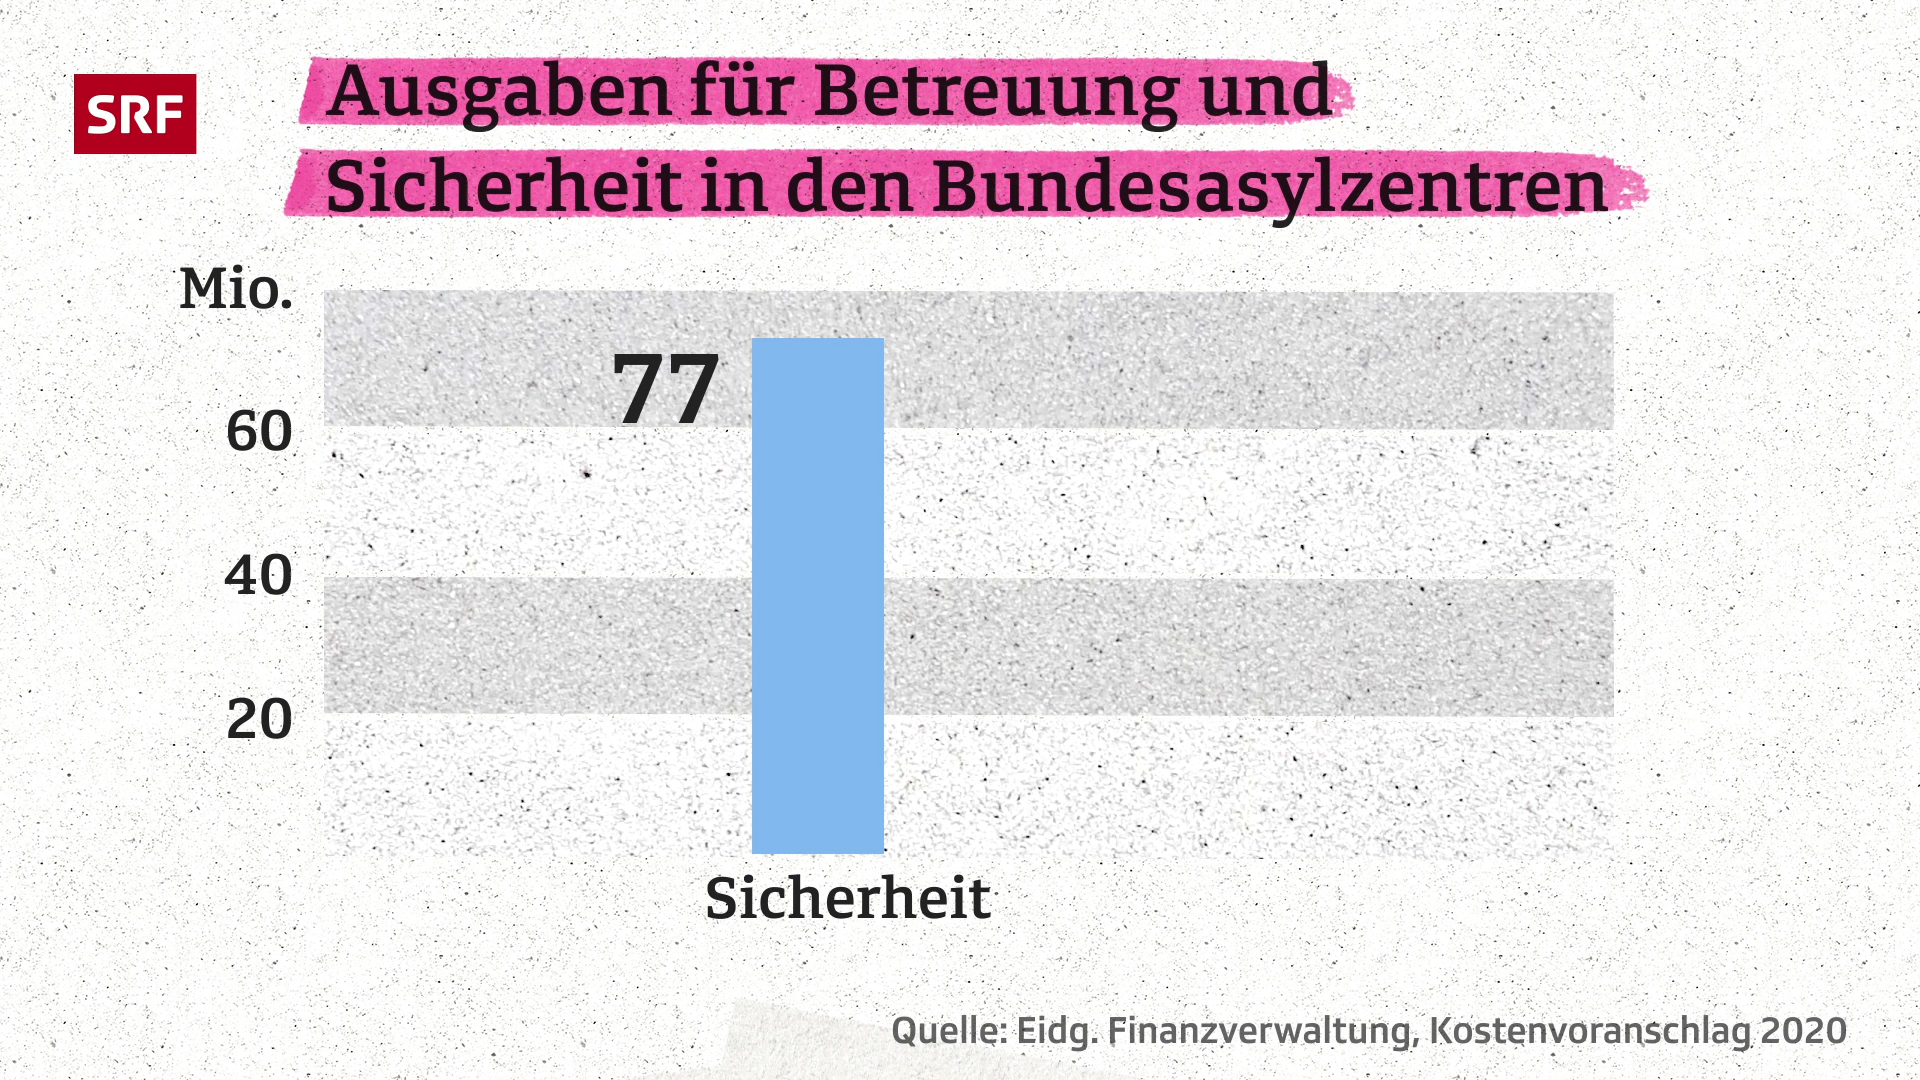 SRF
Ausgaben für Betreuung und
Sicherheit in den Bundesasylzentren
Mio.
77
60
40
20
Sicherheit
Quelle: Eidg. Finanzverwaltung, Kostenvoranschlag 2020